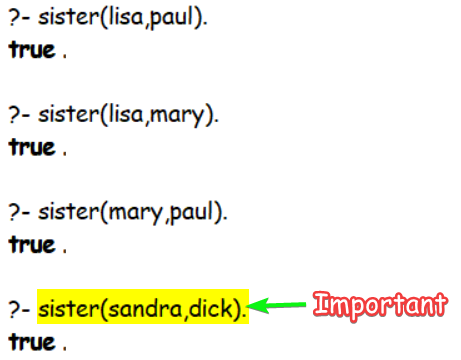 ?- sister(lisa,paul).
true .
?- sister(lisa,mary).
true .
?- sister(mary,paul).
true .
?- sister(sandra,dick). Important
true .